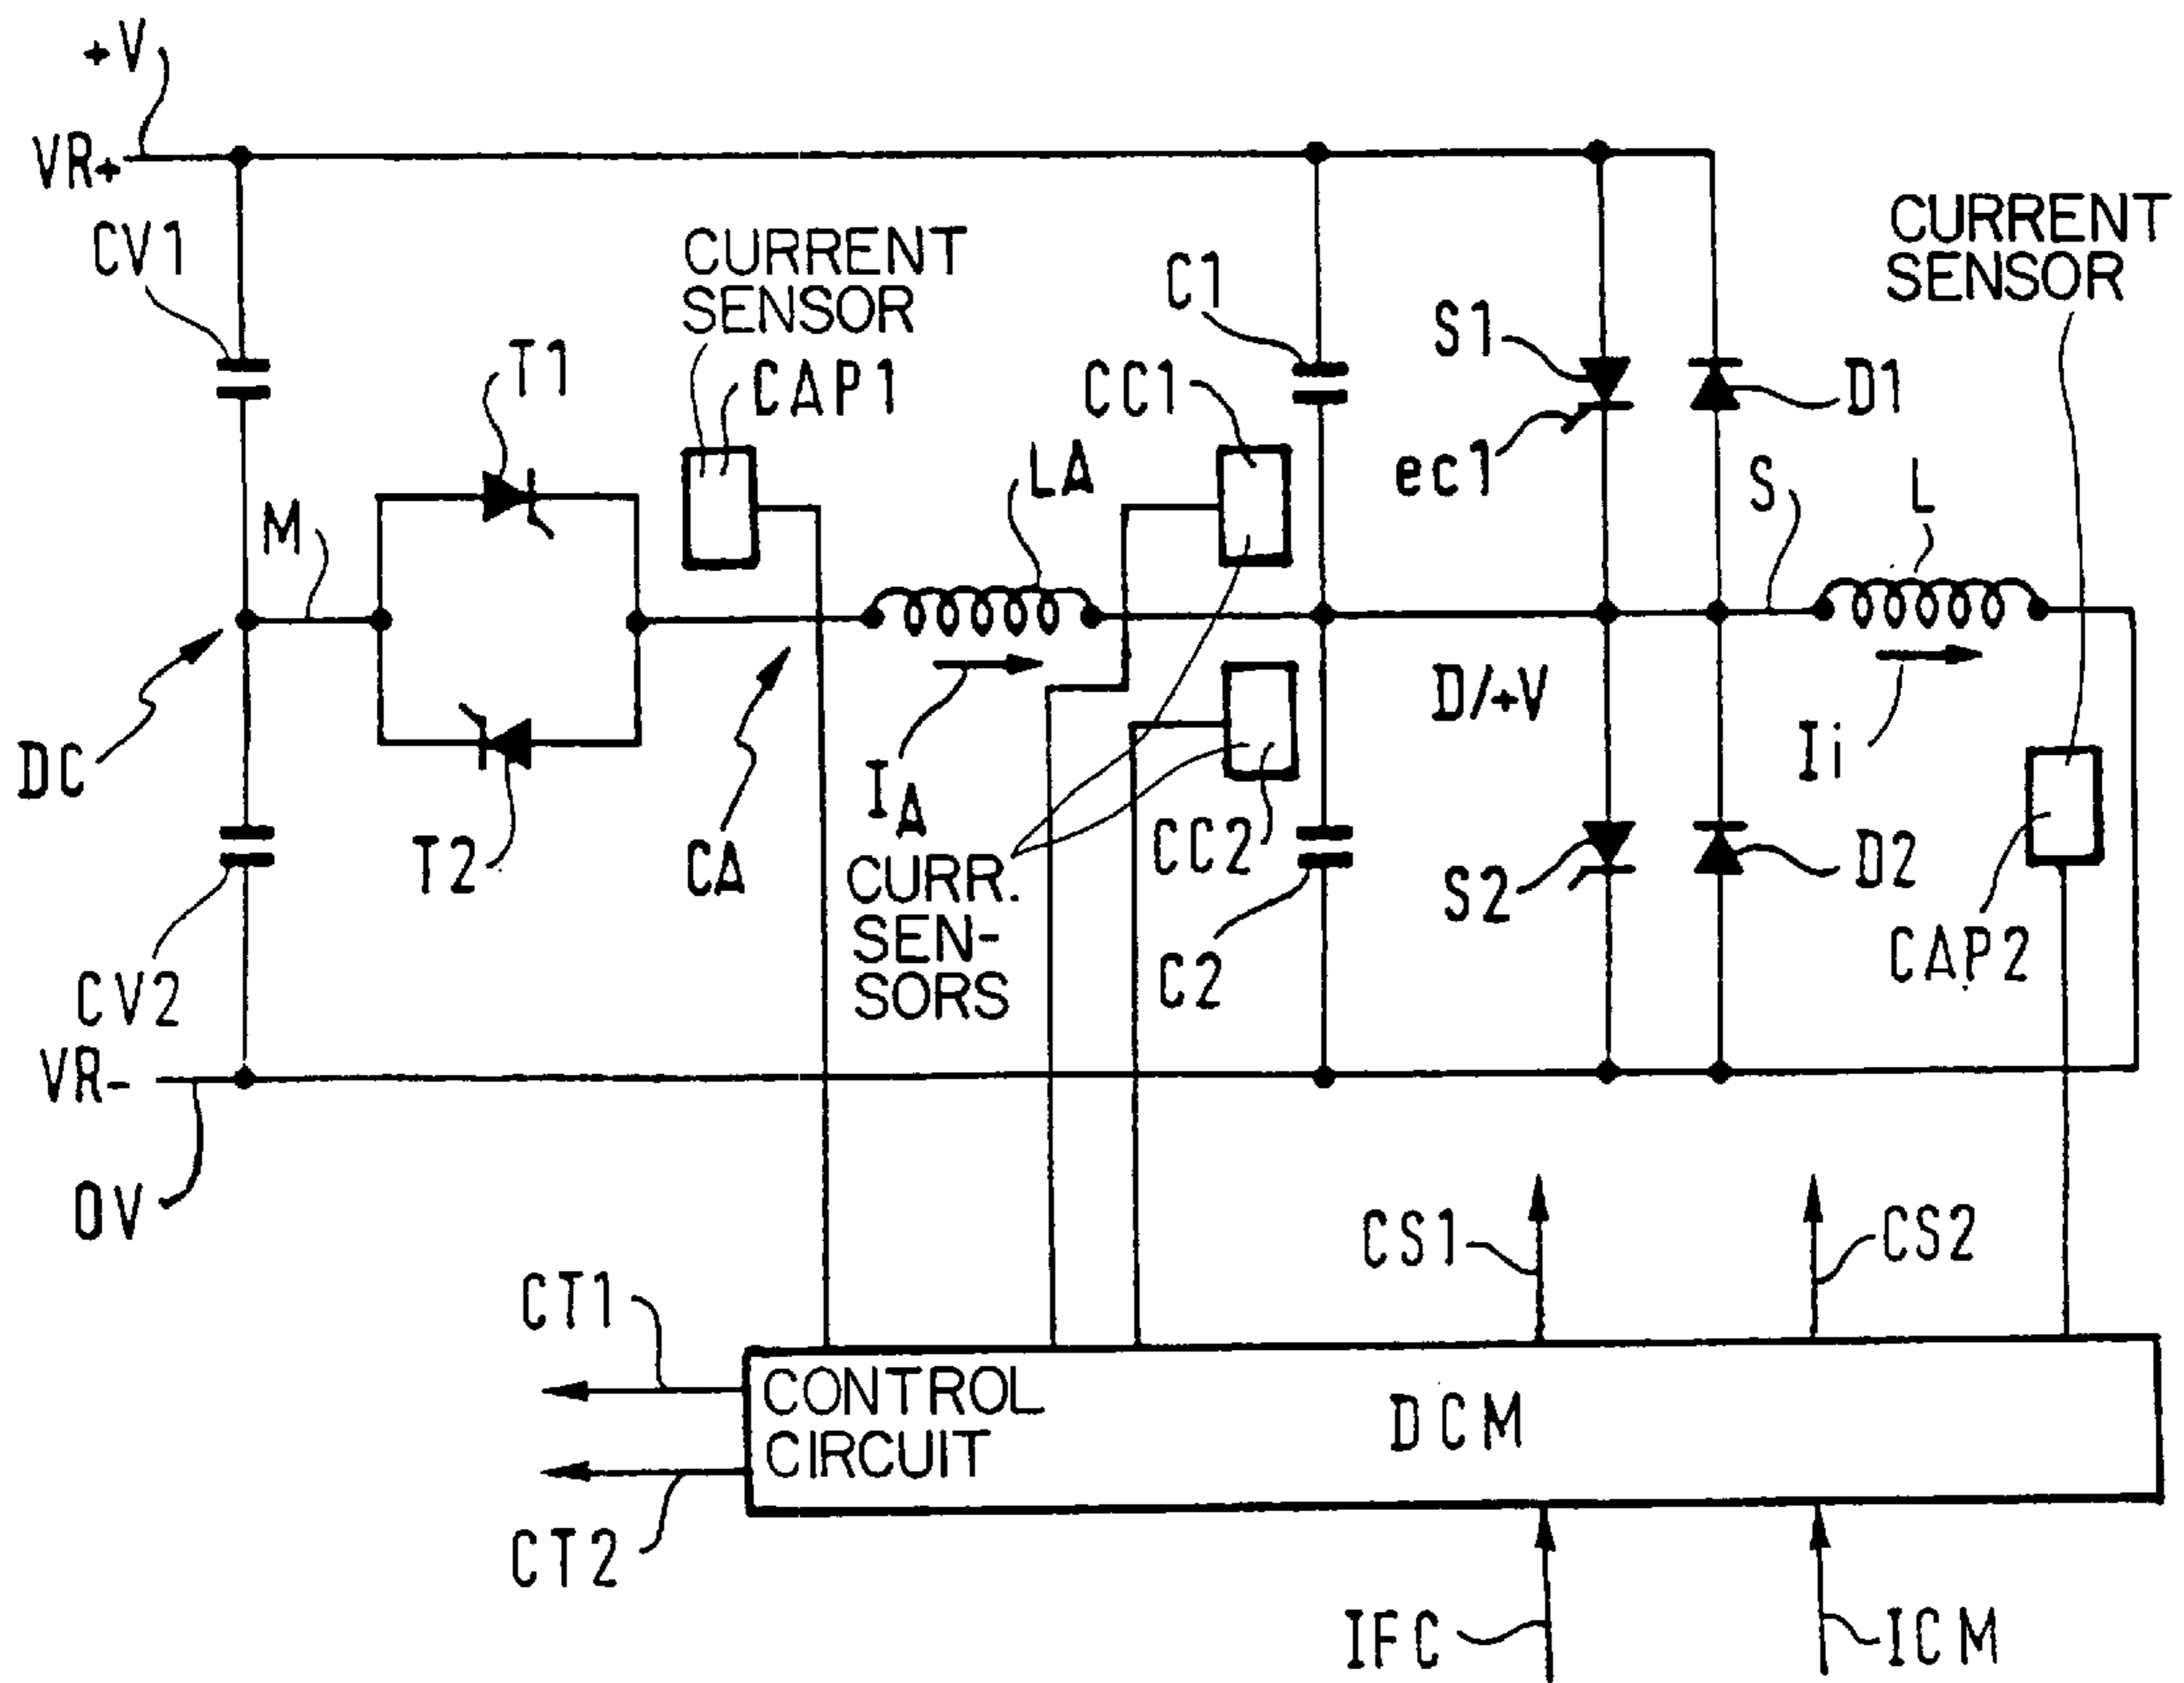 +V
VR+
CV1
CURRENT
SENSOR
CURRENT
SENSOR
C1
S1
T1
CAP1
CC1
D1
LA
ec1
S
L
M
D/+V
Ii
DC
IA
T2
CA
CC2
CURR.
SEN-
SORS
S2
D2
CAP2
C2
CV2
VR-
0V
CS1
CS2
CT1
CONTROL
CIRCUIT
DCM
CT2
IFC
ICM